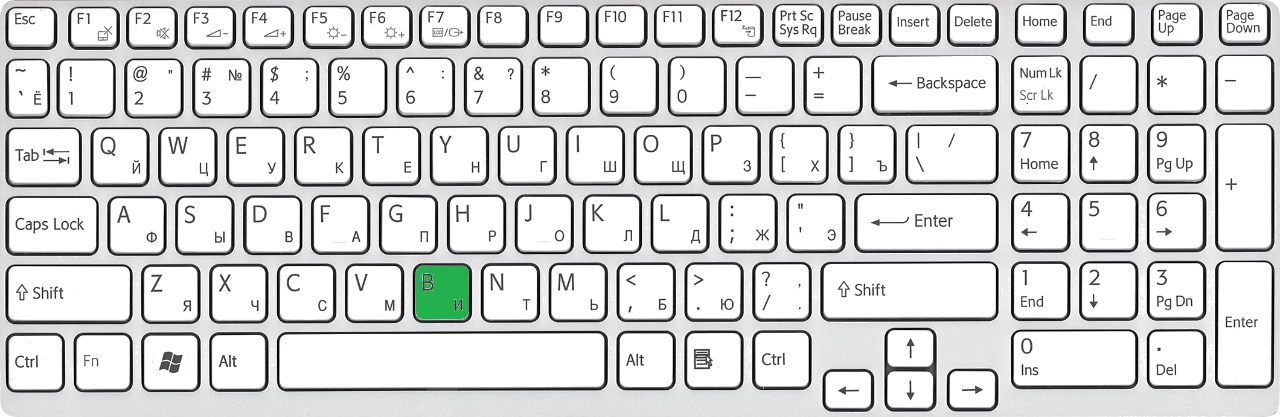 Esc F1 F2 F3 F4 F5 F6 F7 F8 F9 F10 F11 F12 Prt Sc Sys Rq Pause Break Insert Delete Home End Page Up Page Down
~ ` Ё ! 1 @ " 2 # № 3 $ ; 4 % 5 ^ : 6 & ? 7 * 8 ( 9 ) 0 — - + = ← Backspace Num Lk Scr Lk / * −
Tab Q Й W Ц E У R К T Е Y Н U Г I Ш O Щ P З { [ Х } ] Ъ | / \ 7 Home 8 ↑ 9 Pg Up +
Caps Lock A Ф S Ы D В F А G П H Р J О K Л L Д : ; Ж " ' Э Enter 4 ← 5 6 →
⇧ Shift Z Я X Ч C С V М B И N Т M Ь < , Б > . Ю ? , / . ⇧ Shift 1 End 2 ↓ 3 Pg Dn Enter
Ctrl Fn Alt Alt Ctrl ↑ 0 Ins . Del
← ↓ →